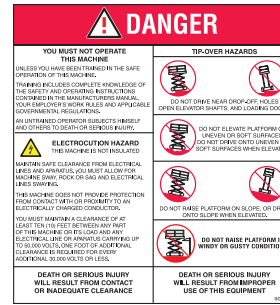 DANGER
YOU MUST NOT OPERATE
THIS MACHINE
UNLESS YOU HAVE BEEN TRAINED IN THE SAFE
OPERATION OF THIS MACHINE.
TRAINING INCLUDES COMPLETE KNOWLEDGE OF
THE SAFETY AND OPERATING INSTRUCTIONS
CONTAINED IN THE MANUFACTURERS MANUAL,
YOUR EMPLOYER'S WORK RULES AND APPLICABLE
GOVERNMENTAL REGULATIONS.
AN UNTRAINED OPERATOR SUBJECTS HIMSELF
AND OTHERS TO DEATH OR SERIOUS INJURY.
ELECTROCUTION HAZARD
THIS MACHINE IS NOT INSULATED
MAINTAIN SAFE CLEARANCE FROM ELECTRICAL
LINES AND APPARATUS. YOU MUST ALLOW FOR
MACHINE SWAY, ROCK OR SAG AND ELECTRICAL
LINES SWAYING.
THIS MACHINE DOES NOT PROVIDE PROTECTION
FROM CONTACT WITH OR PROXIMITY TO AN
ELECTRICALLY CHARGED CONDUCTOR.
YOU MUST MAINTAIN A CLEARANCE OF AT
LEAST TEN (10) FEET BETWEEN ANY PART
OF THIS MACHINE OR ITS LOAD AND ANY
ELECTRICAL LINE OR APPARATUS CARRYING UP
TO 50,000 VOLTS. ONE FOOT OF ADDITIONAL
CLEARANCE IS REQUIRED FOR EVERY
ADDITIONAL 30,000 VOLTS OR LESS.
DEATH OR SERIOUS INJURY
WILL RESULT FROM CONTACT
OR INADEQUATE CLEARANCE
TIP-OVER HAZARDS
DO NOT DRIVE NEAR DROP-OFF, HOLES
OPEN ELEVATOR SHAFTS, AND LOADING DO
DO NOT ELEVATE PLATFORM O
UNEVEN OR SOFT SURFACES
DO NOT DRIVE ONTO UNEVEN
SOFT SURFACES WHEN ELEVAT
DO NOT RAISE PLATFORM ON SLOPE, OR DR
ONTO SLOPE WHEN ELEVATED.
DO NOT RAISE PLATFORM I
WINDY OR GUSTY CONDITIO
DEATH OR SERIOUS INJURY
WILL RESULT FROM IMPROPER
USE OF THIS EQUIPMENT